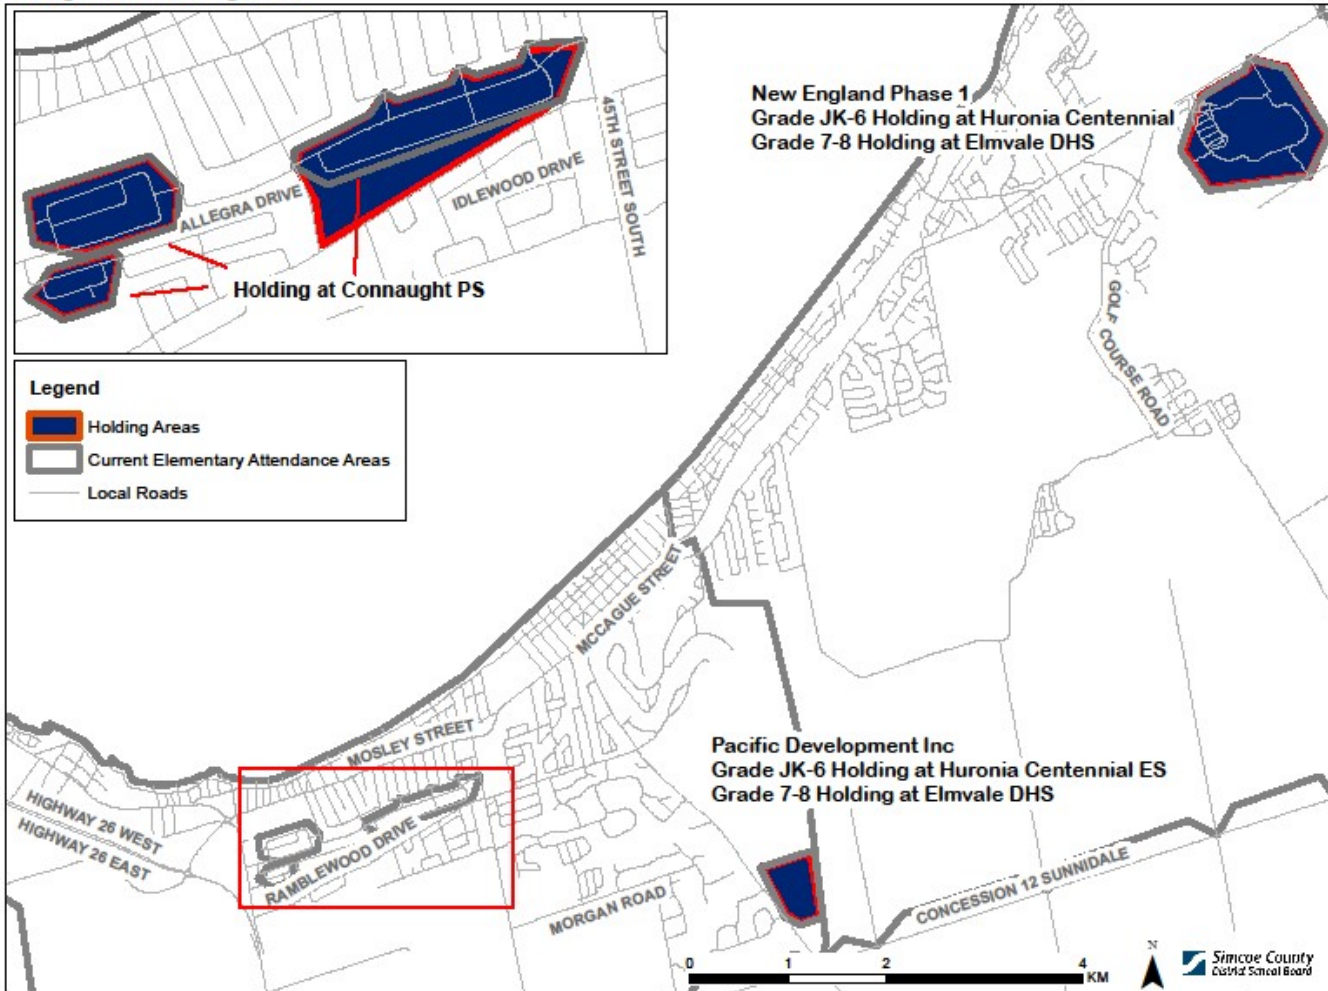 ALLEGRA DRIVE
IDLEWOOD DRIVE
45TH STREET SOUTH
Holding at Connaught PS
New England Phase 1
Grade JK-6 Holding at Huronia Centennial
Grade 7-8 Holding at Elmvale DHS
GOLF COURSE ROAD
Legend
Holding Areas
Current Elementary Attendance Areas
Local Roads
MCCAGUE STREET
MOSLEY STREET
HIGHWAY 26 WEST
HIGHWAY 26 EAST
RAMBLEWOOD DRIVE
MORGAN ROAD
Pacific Development Inc
Grade JK-6 Holding at Huronia Centennial ES
Grade 7-8 Holding at Elmvale DHS
CONCESSION 12 SUNNIDALE
0 1 2 4
KM
N
Simcoe County
District School Board